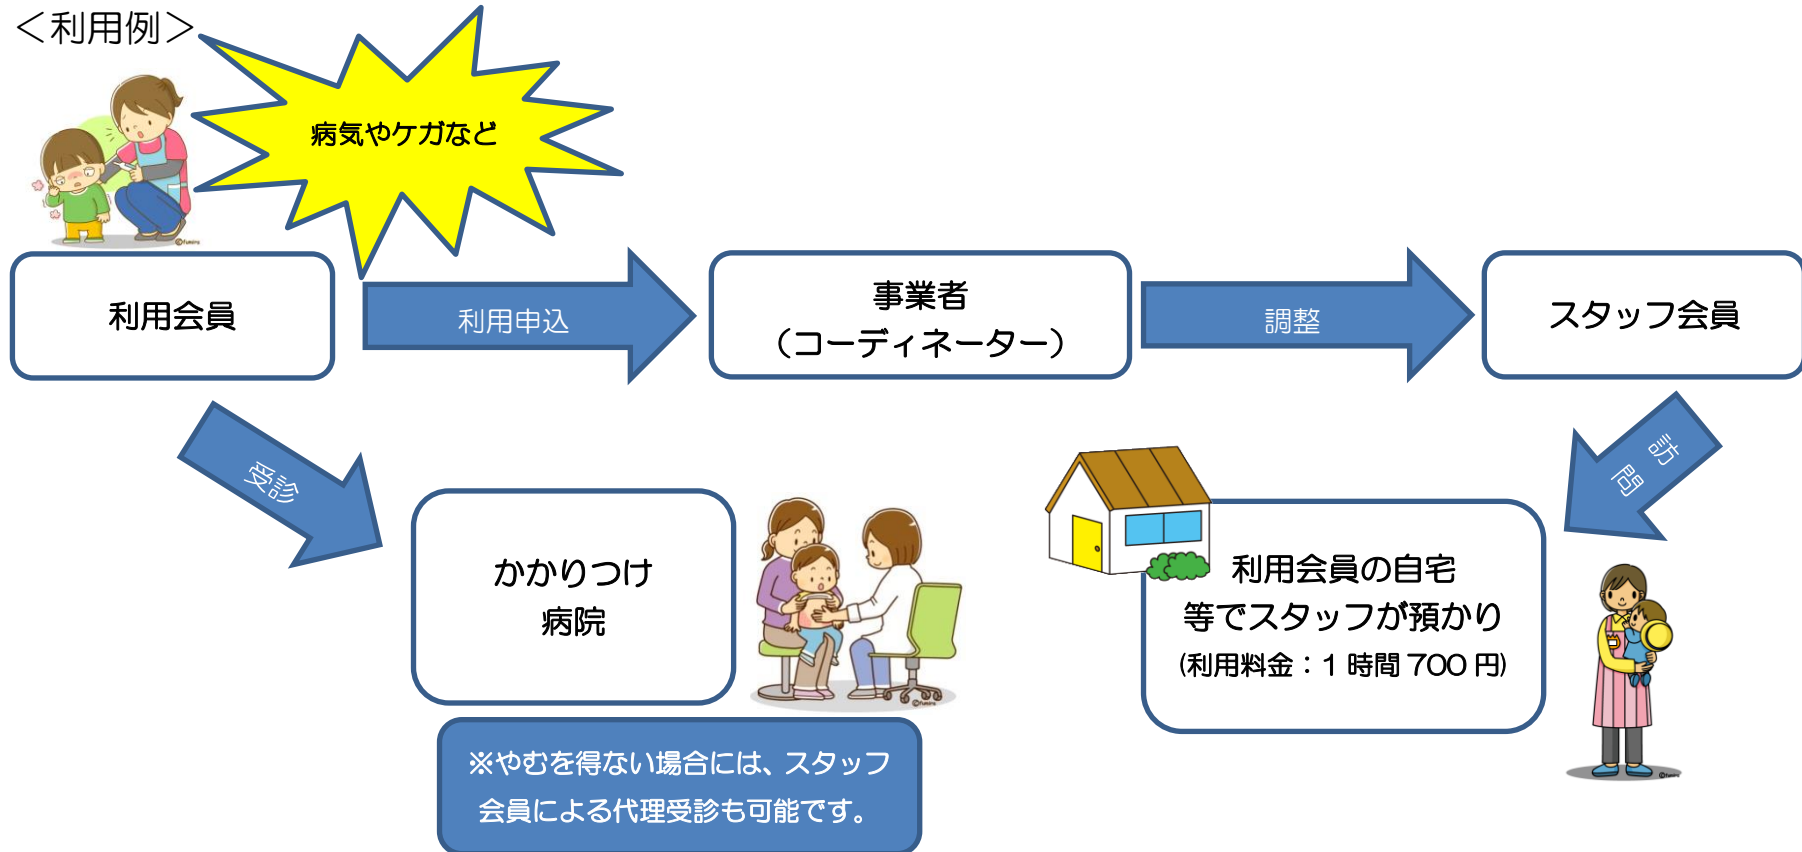 ＜利用例＞
病気やケガなど
利用会員
利用申込
事業者
（コーディネーター）
調整
スタッフ会員
受診
訪問
かかりつけ
病院
利用会員の自宅
等でスタッフが預かり
(利用料金：1 時間 700 円)
※やむを得ない場合には、スタッフ
会員による代理受診も可能です。